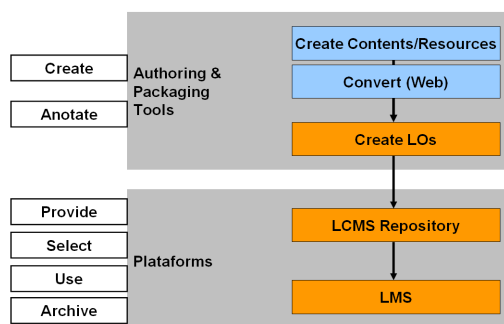 Create Contents/Resources
Create
Authoring &
Packaging
Tools
Convert (Web)
Anotate
Create LOs
Provide
LCMS Repository
Select
Plataforms
Use
LMS
Archive